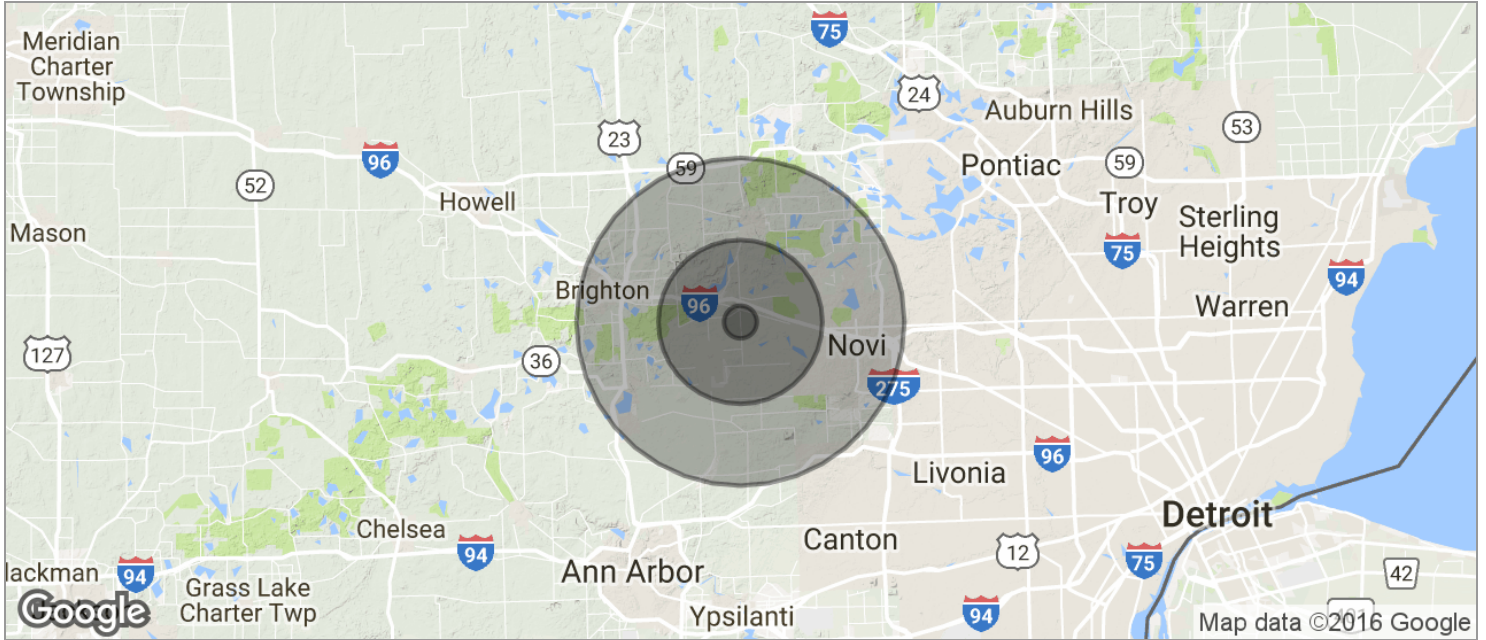 75
Meridian
Charter
Township
24
Auburn Hills
53
23
96
59
59
Pontiac
52
Howell
Troy
Sterling
Heights
Mason
75
94
Brighton
96
Warren
127
Novi
36
275
96
Livonia
Detroit
Chelsea
94
Canton
12
75
94
Ann Arbor
42
Grass Lake
Charter Twp
Ypsilanti
94
Google
Map data ©2016 Google